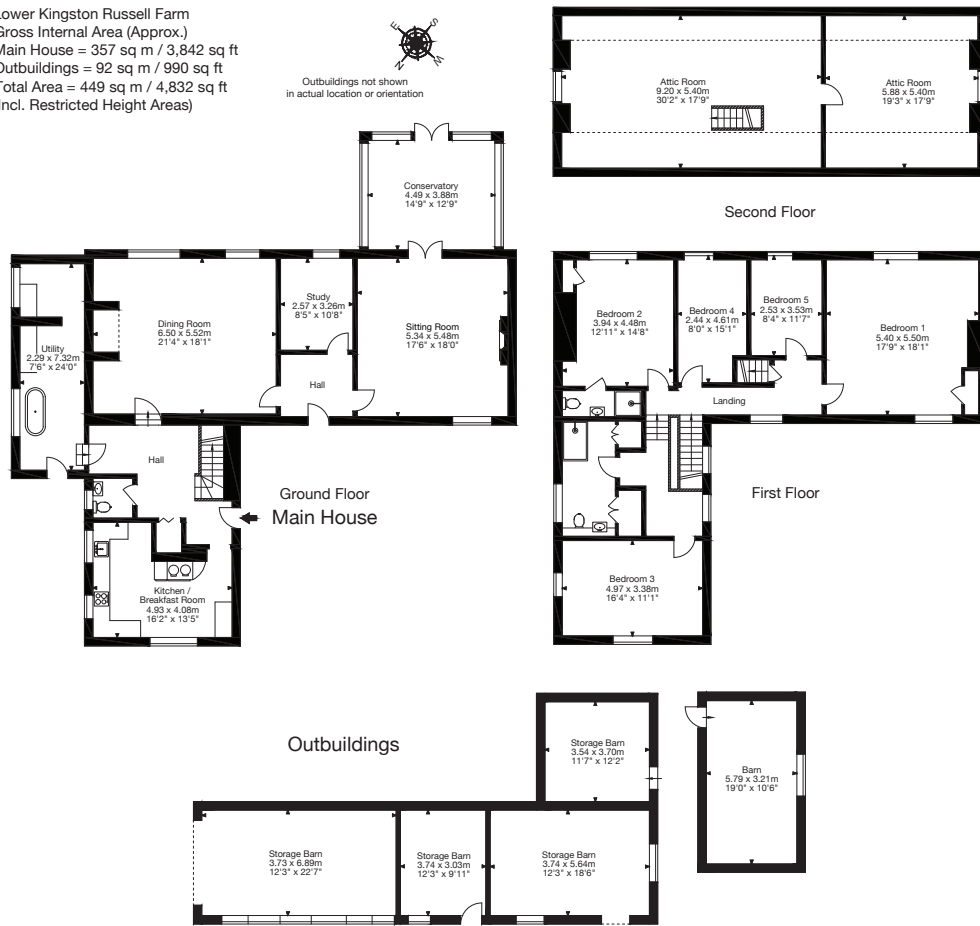 Lower Kingston Russell Farm
Gross Internal Area (Approx.)
Main House = 357 sq m / 3,842 sq ft
Outbuildings = 92 sq m / 990 sq ft
Total Area = 449 sq m / 4,832 sq ft
(Incl. Restricted Height Areas)
E
S
N
W
Outbuildings not shown
in actual location or orientation
Attic Room
9.20 x 5.40m
30'2" x 17'9"
Attic Room
5.88 x 5.40m
19'3" x 17'9"
Second Floor
Conservatory
4.49 x 3.88m
14'9" x 12'9"
Utility
2.29 x 7.32m
7'6" x 24'0"
Dining Room
6.50 x 5.52m
21'4" x 18'1"
Study
2.57 x 3.26m
8'5" x 10'8"
Sitting Room
5.34 x 5.48m
17'6" x 18'0"
Hall
Hall
Kitchen /
Breakfast Room
4.93 x 4.08m
16'2" x 13'5"
Ground Floor
Main House
Bedroom 2
3.94 x 4.48m
12'11" x 14'8"
Bedroom 4
2.44 x 4.61m
8'0" x 15'1"
Bedroom 5
2.53 x 3.53m
8'4" x 11'7"
Bedroom 1
5.40 x 5.50m
17'9" x 18'1"
Landing
Bedroom 3
4.97 x 3.38m
16'4" x 11'1"
First Floor
Outbuildings
Storage Barn
3.54 x 3.70m
11'7" x 12'2"
Barn
5.79 x 3.21m
19'0" x 10'6"
Storage Barn
3.73 x 6.89m
12'3" x 22'7"
Storage Barn
3.74 x 3.03m
12'3" x 9'11"
Storage Barn
3.74 x 5.64m
12'3" x 18'6"